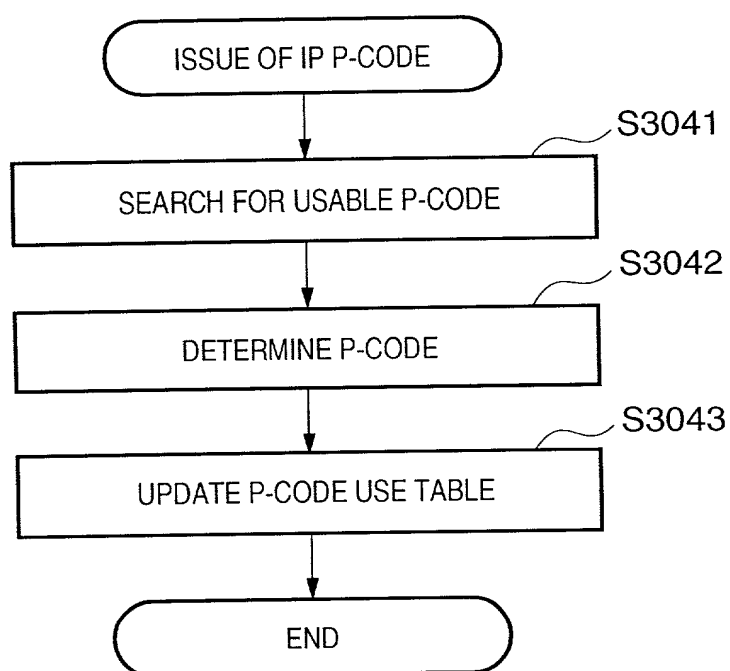 ISSUE OF IP P-CODE
S3041
SEARCH FOR USABLE P-CODE
S3042
DETERMINE P-CODE
S3043
UPDATE P-CODE USE TABLE
END